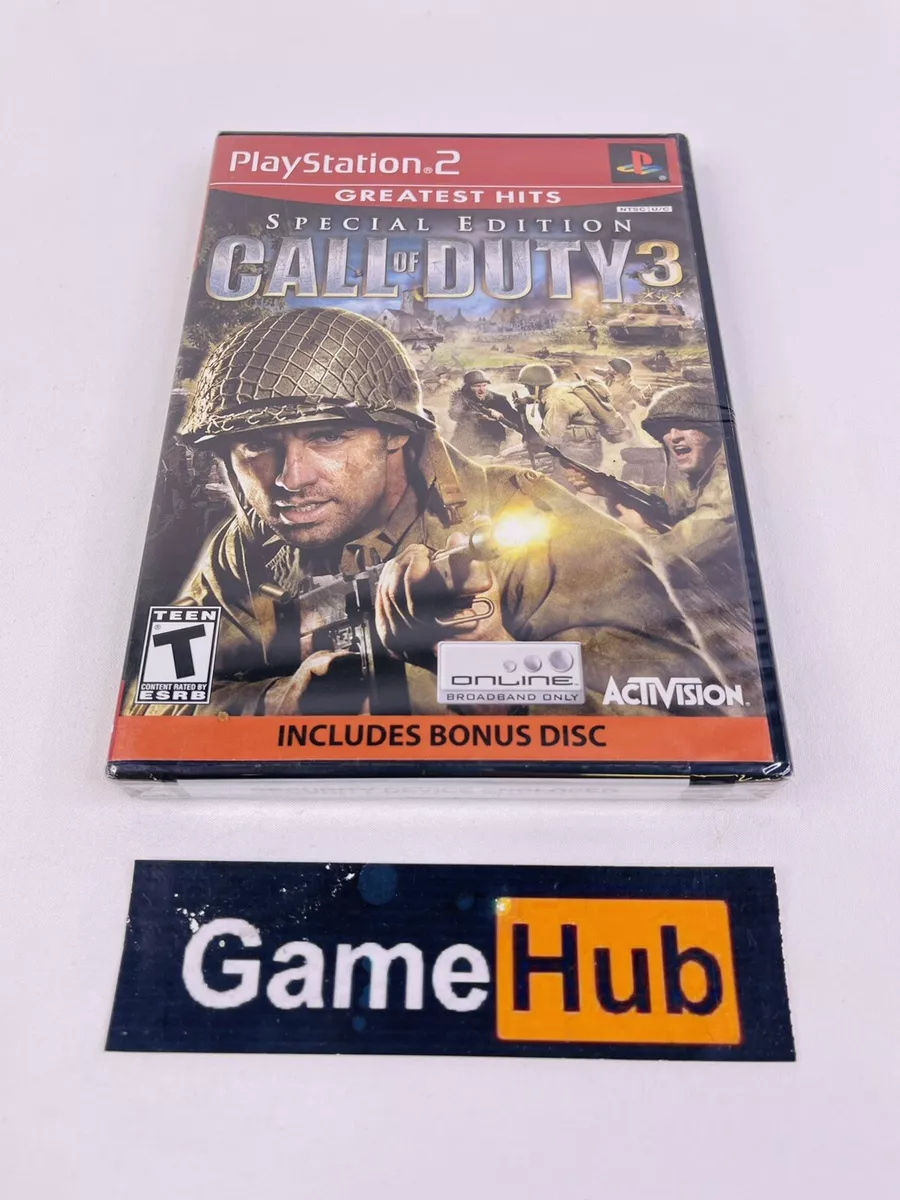 PlayStation®2
GREATEST HITS
NTSC U/C
SPECIAL EDITION
CALL OF DUTY 3
TEEN
T
CONTENT RATED BY
ESRB
ONLINE
BROADBAND ONLY
ACTIVISION®
INCLUDES BONUS DISC
GameHub